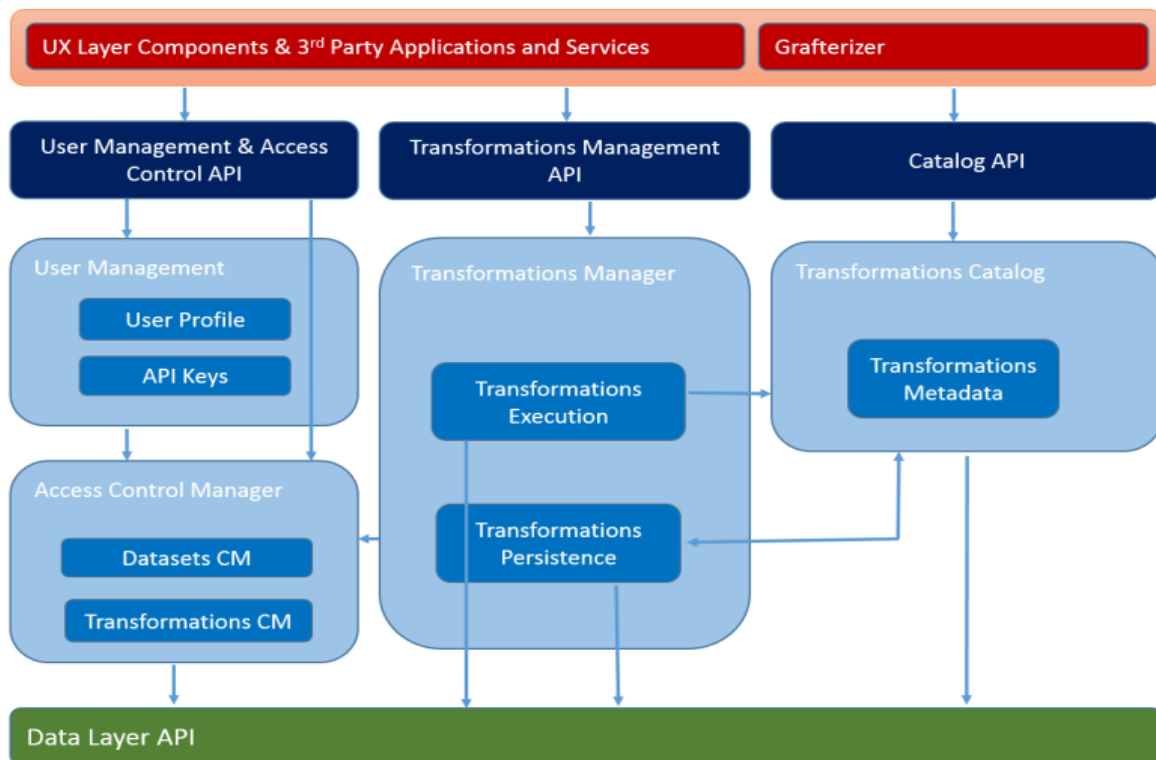 UX Layer Components & 3rd Party Applications and Services
Grafterizer
User Management & Access
Control API
Transformations Management
API
Catalog API
User Management
User Profile
API Keys
Transformations Manager
Transformations
Execution
Transformations
Persistence
Transformations Catalog
Transformations
Metadata
Access Control Manager
Datasets CM
Transformations CM
Data Layer API